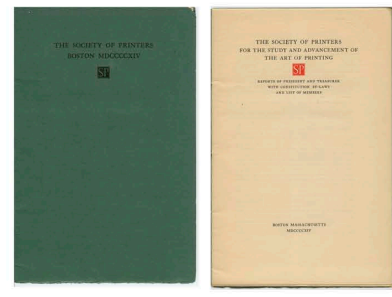 THE SOCIETY OF PRINTERS
BOSTON MDCCCCXIV
SP
THE SOCIETY OF PRINTERS
FOR THE STUDY AND ADVANCEMENT OF
THE ART OF PRINTING
SP
REPORTS OF PRESIDENT AND TREASURER
WITH CONSTITUTION BY-LAWS
AND LIST OF MEMBERS
BOSTON MASSACHUSETTS
MDCCCCXIV